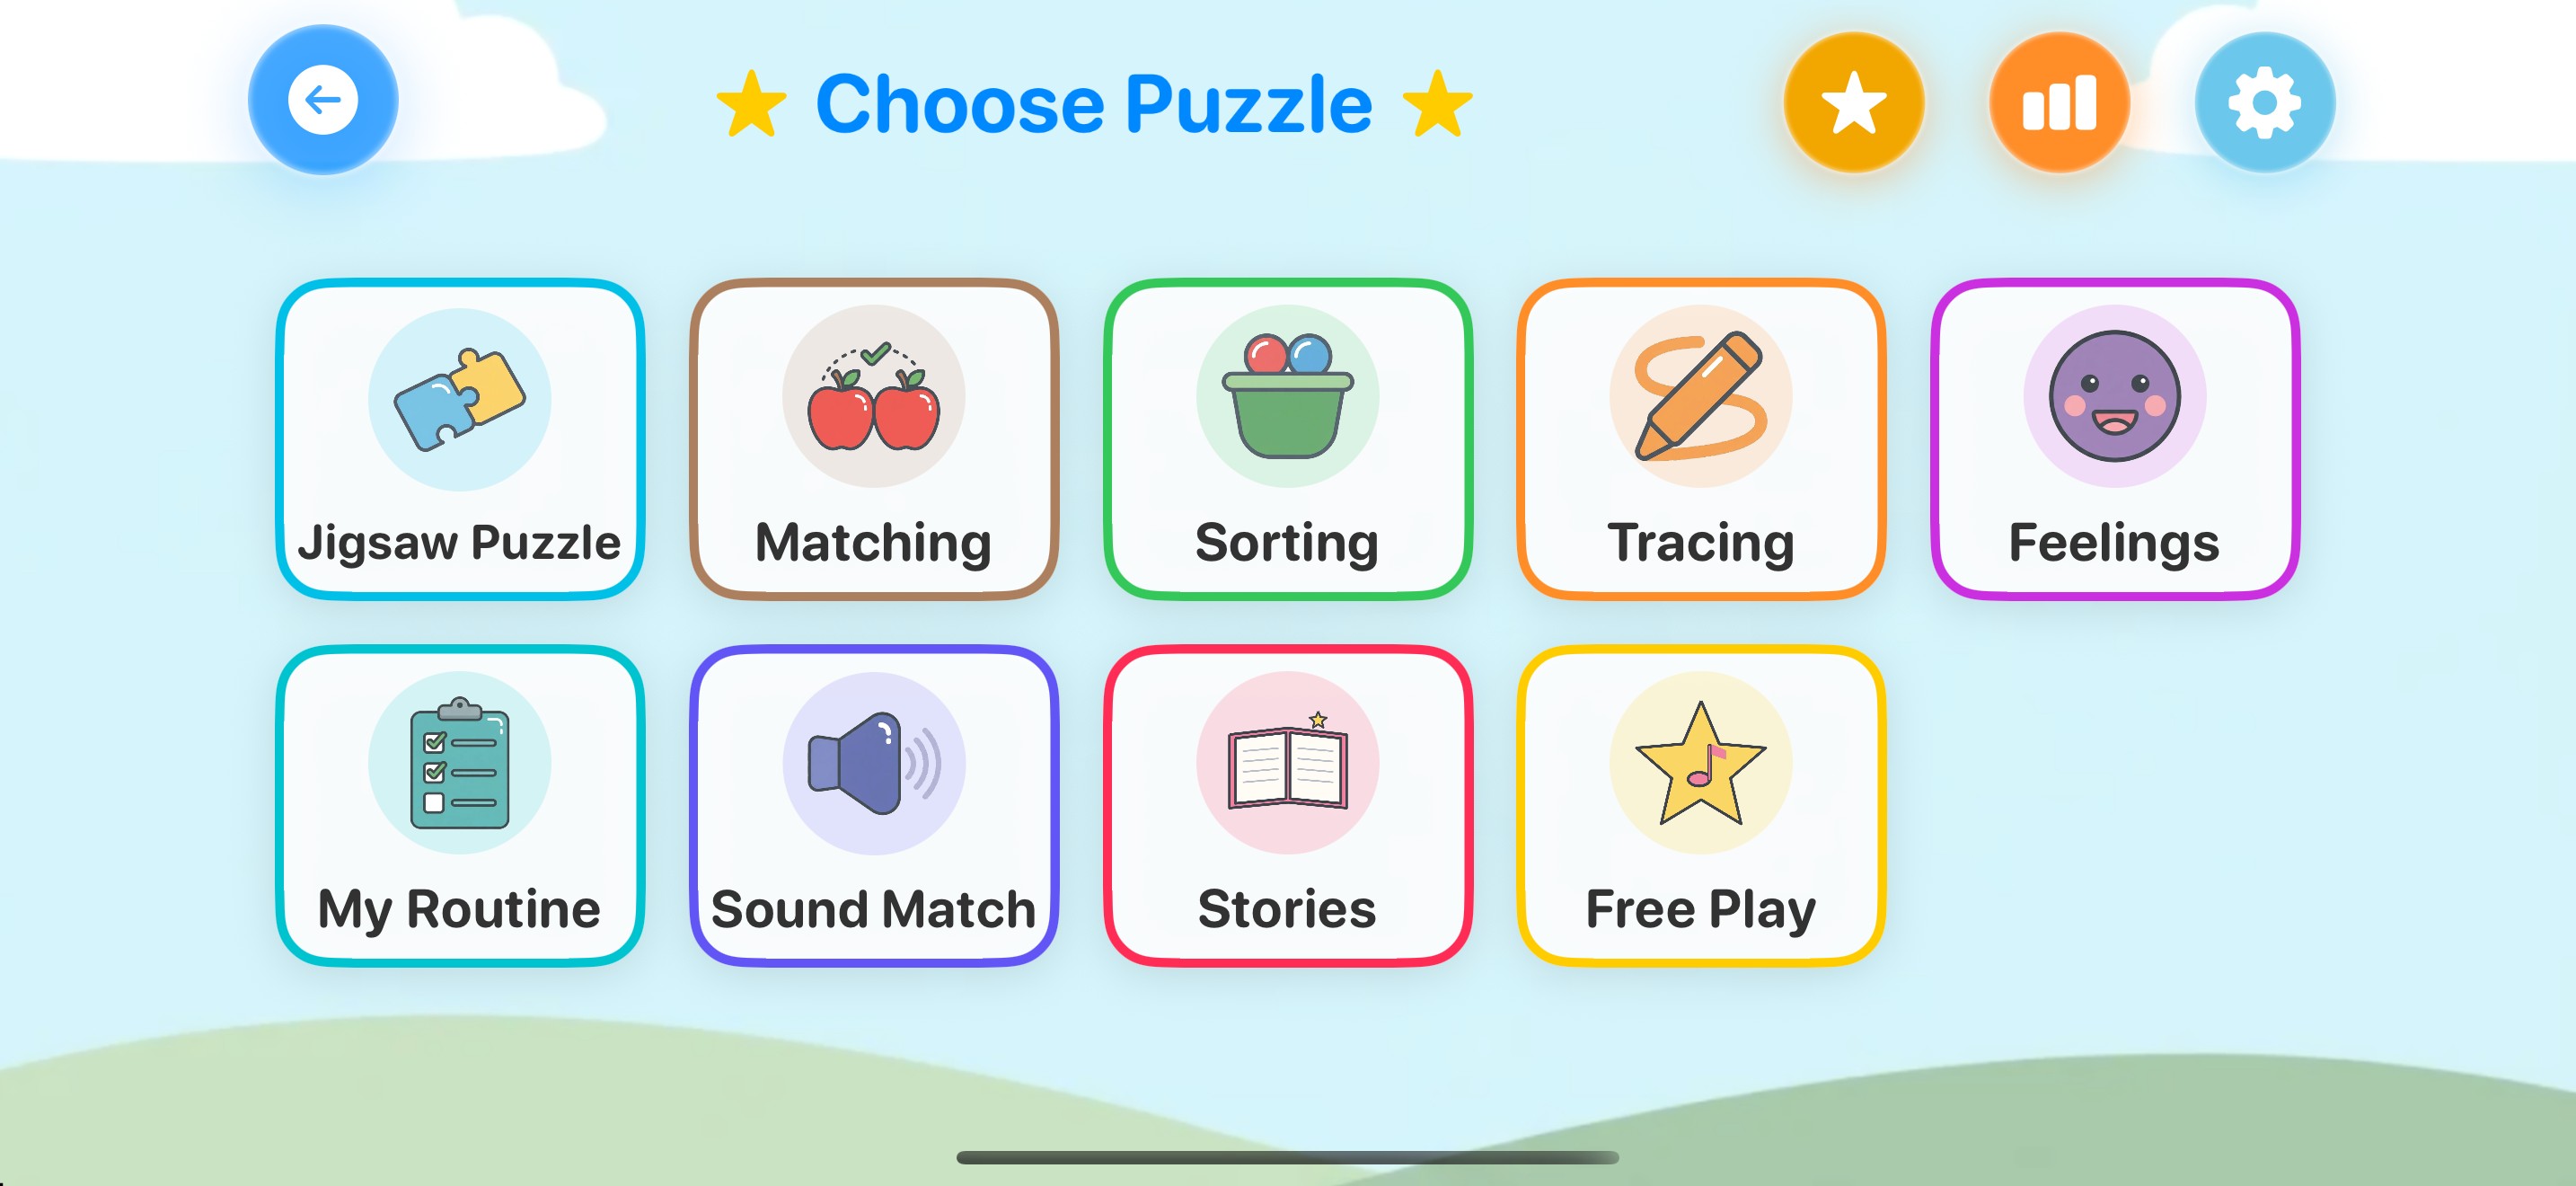 Choose Puzzle
Jigsaw Puzzle
Matching
Sorting
Tracing
Feelings
My Routine
Sound Match
Stories
Free Play